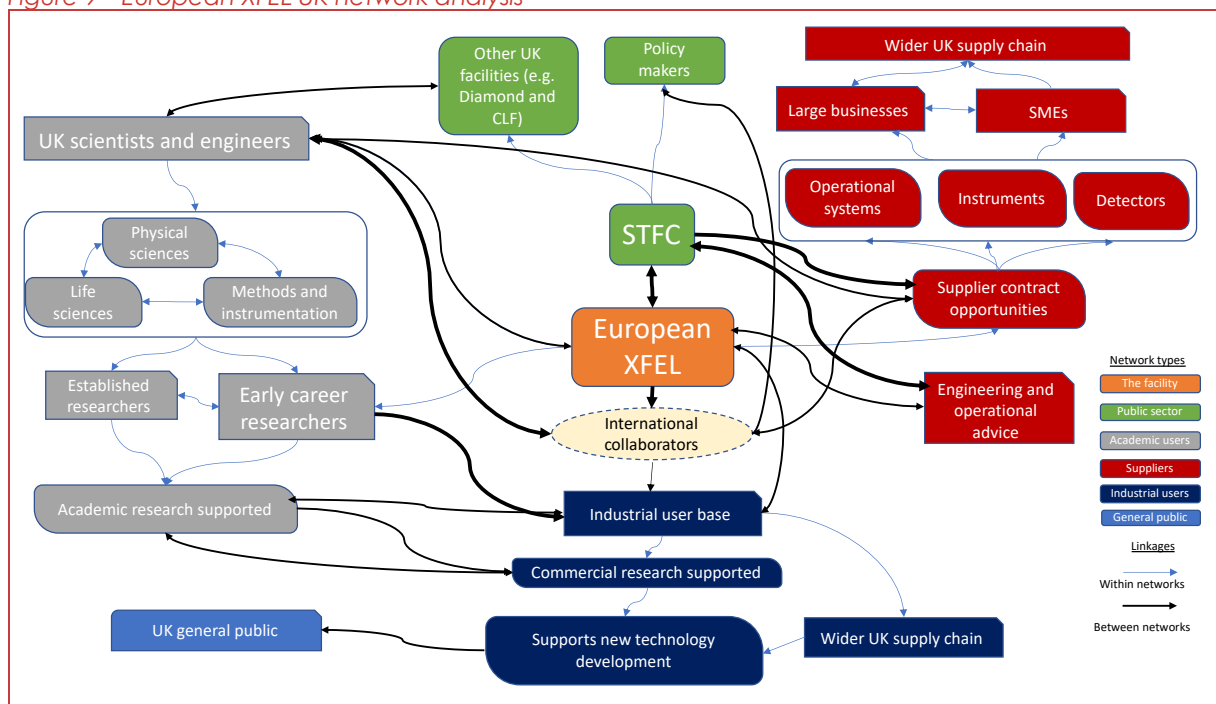 Figure 9 European XFEL UK network analysis
Other UK
facilities (e.g.
Diamond and
CLF)
Policy
makers
Wider UK supply chain
Large businesses
SMEs
UK scientists and engineers
Operational
systems
Instruments
Detectors
Physical
sciences
Life
sciences
Methods and
instrumentation
STFC
Supplier contract
opportunities
European
XFEL
Established
researchers
Early career
researchers
International
collaborators
Engineering and
operational
advice
Network types
The facility
Public sector
Academic users
Suppliers
Industrial users
General public
Linkages
Within networks
Between networks
Academic research supported
Industrial user base
Commercial research supported
UK general public
Supports new technology
development
Wider UK supply chain